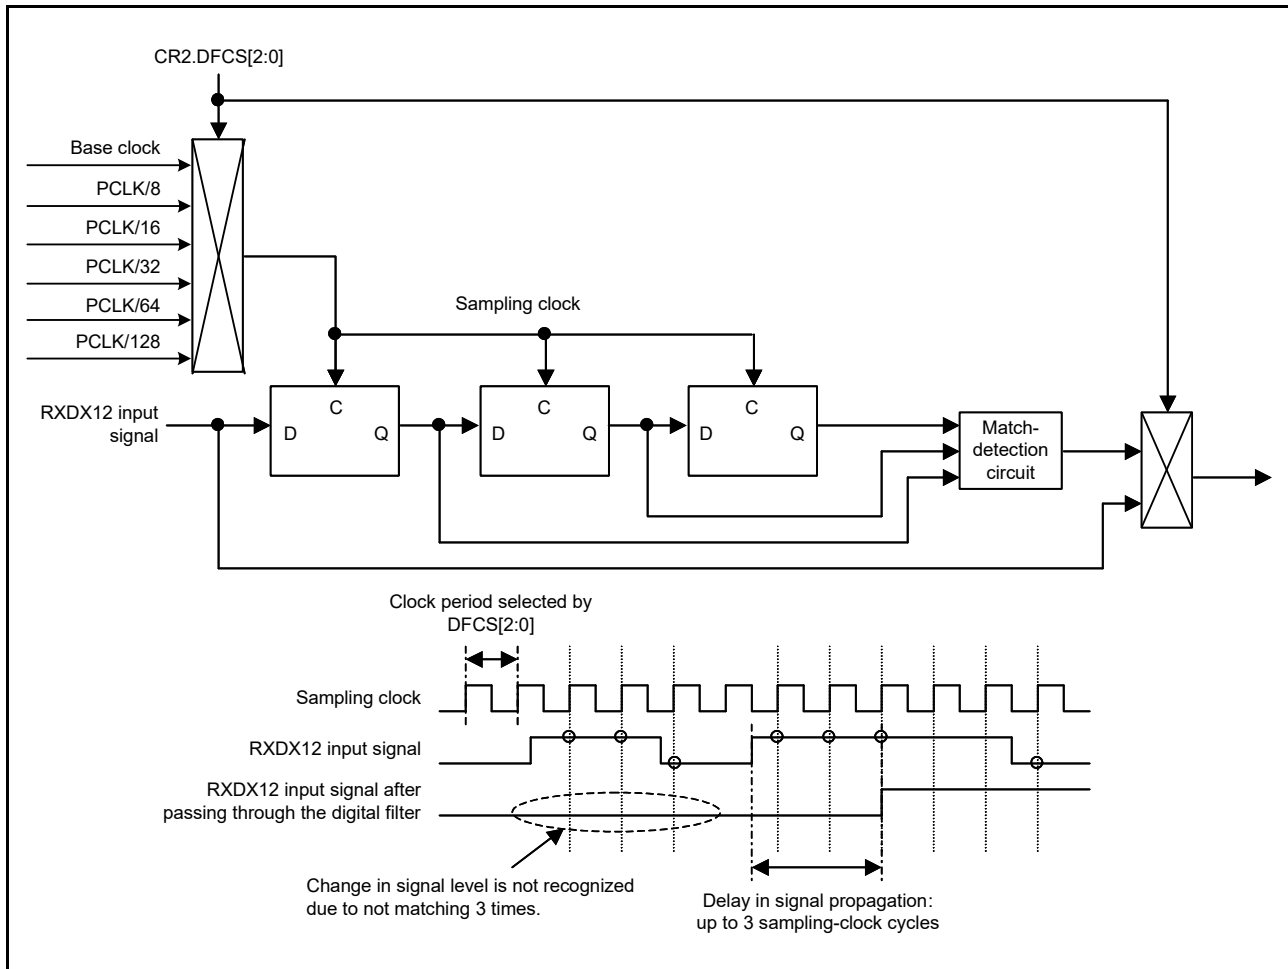 CR2.DFCS[2:0]
Base clock
PCLK/8
PCLK/16
PCLK/32
PCLK/64
PCLK/128
Sampling clock
RXDX12 input
signal
C
D
Q
C
D
Q
C
D
Q
Match-
detection
circuit
Clock period selected by
DFCS[2:0]
Sampling clock
RXDX12 input signal
RXDX12 input signal after
passing through the digital filter
Change in signal level is not recognized
due to not matching 3 times.
Delay in signal propagation:
up to 3 sampling-clock cycles